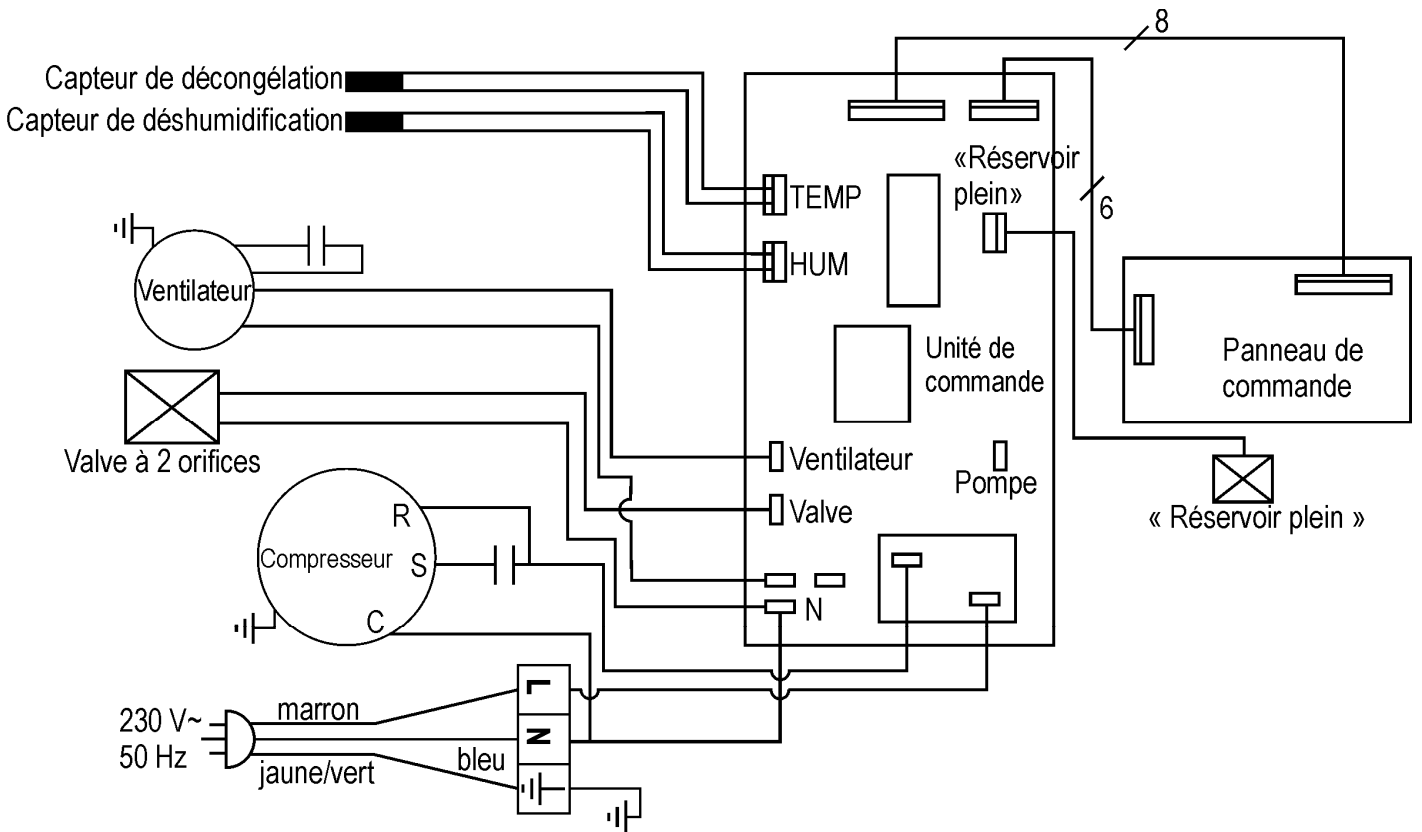 8
Capteur de décongélation
Capteur de déshumidification
«Réservoir
plein»
TEMP
6
HUM
Ventilateur
Unité de
commande
Panneau de
commande
Valve à 2 orifices
Ventilateur
Pompe
Valve
« Réservoir plein »
R
Compresseur
S
C
N
L
marron
230 V~
50 Hz
N
bleu
jaune/vert